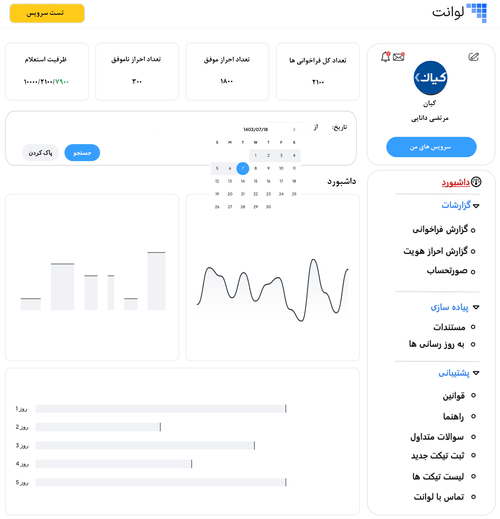 لوانت
تست سرویس
تعداد کل فراخوانی ها
۲۱۰۰
تعداد احراز موفق
۱۸۰۰
تعداد احراز ناموفق
۳۰۰
ظرفیت استعلام
۱۰۰۰۰/۲۱۰۰/۷۹۰۰
کیان
کیان
مرتضی دانایی
سرویس های من
تاریخ:
از
1403/07/18
S M T W T F S
1 2 3 4
5 6 7 8 9 10 11
12 13 14 15 16 17 18
19 20 21 22 23 24 25
26 27 28 29 30
جستجو
پاک کردن
داشبورد
داشبورد
گزارشات
گزارش فراخوانی
گزارش احراز هویت
صورتحساب
پیاده سازی
مستندات
به روز رسانی ها
پشتیبانی
قوانین
راهنما
سوالات متداول
ثبت تیکت جدید
لیست تیکت ها
تماس با لوانت
روز 1
روز 2
روز 3
روز 4
روز 5